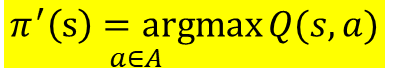 π′(s) = argmax Q(s, a)
a∈A